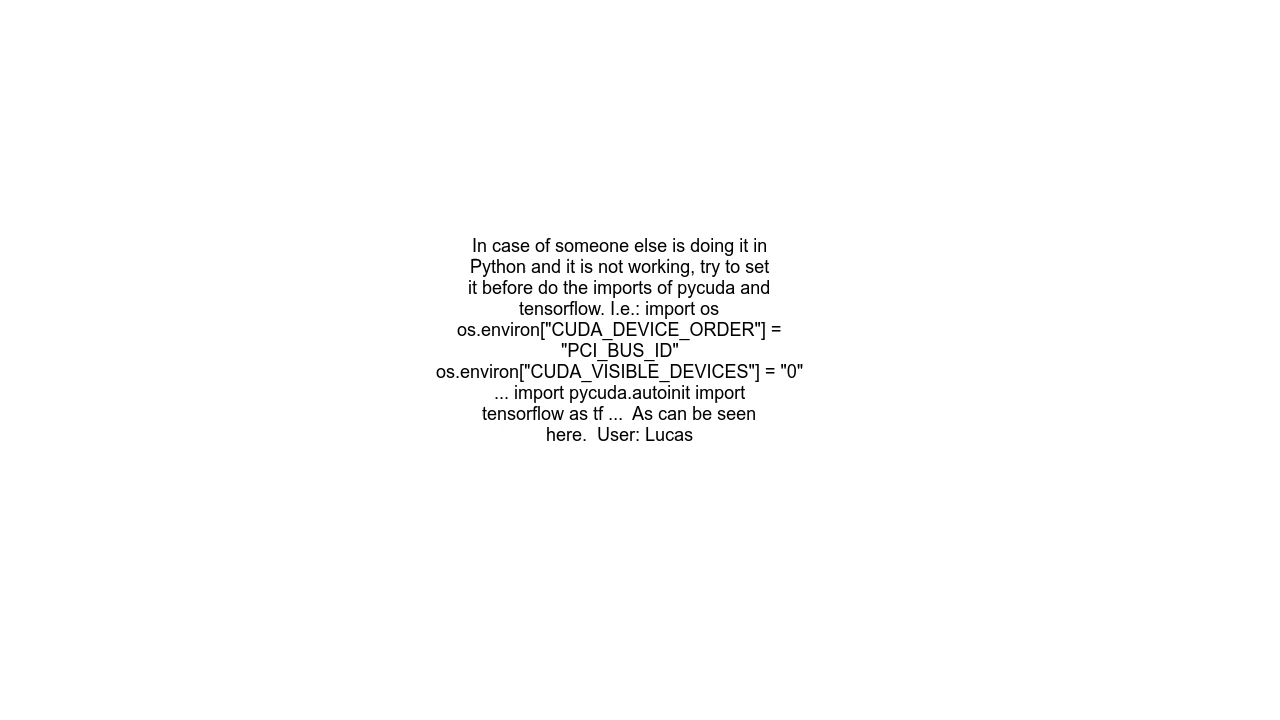 In case of someone else is doing it in
Python and it is not working, try to set
it before do the imports of pycuda and
tensorflow. I.e.: import os
os.environ["CUDA_DEVICE_ORDER"] =
"PCI_BUS_ID"
os.environ["CUDA_VISIBLE_DEVICES"] = "0"
... import pycuda.autoinit import
tensorflow as tf ...  As can be seen
here.  User: Lucas